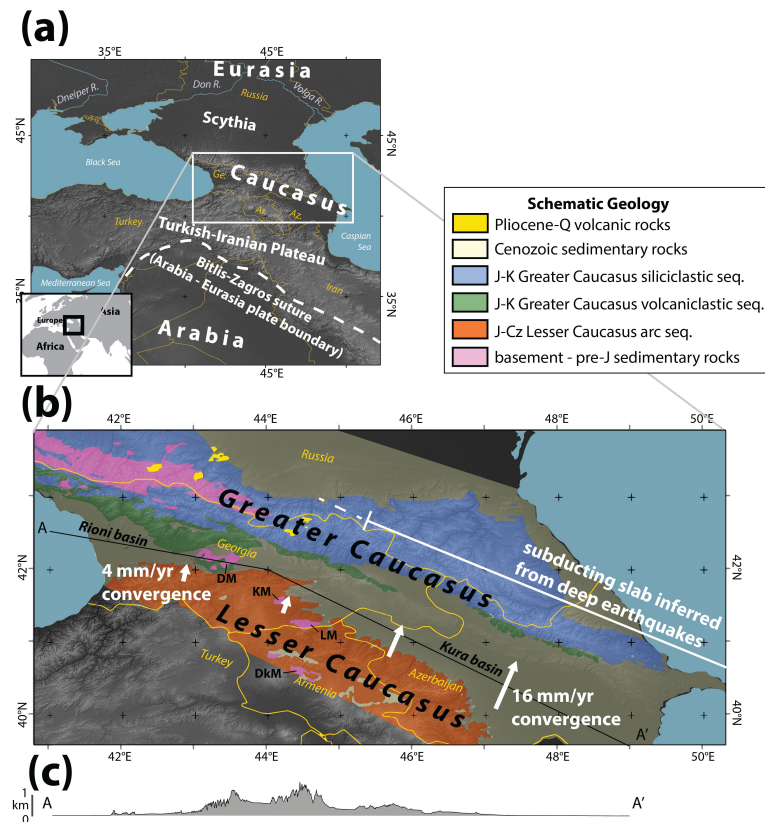 (a)
35°E
45°E
Eurasia
Dneiper R.
Don R.
Volga R.
Russia
Scythia
45°N
45°N
Black Sea
Ge.
Caucasus
Ar.
Az.
Turkey
Turkish-Iranian Plateau
Caspian
Sea
Bitlis-Zagros suture
(Arabia - Eurasia plate boundary)
Mediterranean Sea
Iran
35°N
35°N
Arabia
45°E
Europe
Asia
Africa
Schematic Geology
Pliocene-Q volcanic rocks
Cenozoic sedimentary rocks
J-K Greater Caucasus siliciclastic seq.
J-K Greater Caucasus volcaniclastic seq.
J-Cz Lesser Caucasus arc seq.
basement - pre-J sedimentary rocks
(b)
42°E
44°E
46°E
48°E
50°E
Russia
Greater Caucasus
A
Rioni basin
Georgia
42°N
42°N
4 mm/yr
convergence
DM
KM
LM
subducting slab inferred
from deep earthquakes
Lesser Caucasus
Kura basin
Turkey
DkM
Armenia
Azerbaijan
16 mm/yr
convergence
40°N
40°N
A'
42°E
44°E
46°E
48°E
50°E
(c)
1
km
0
A
A'